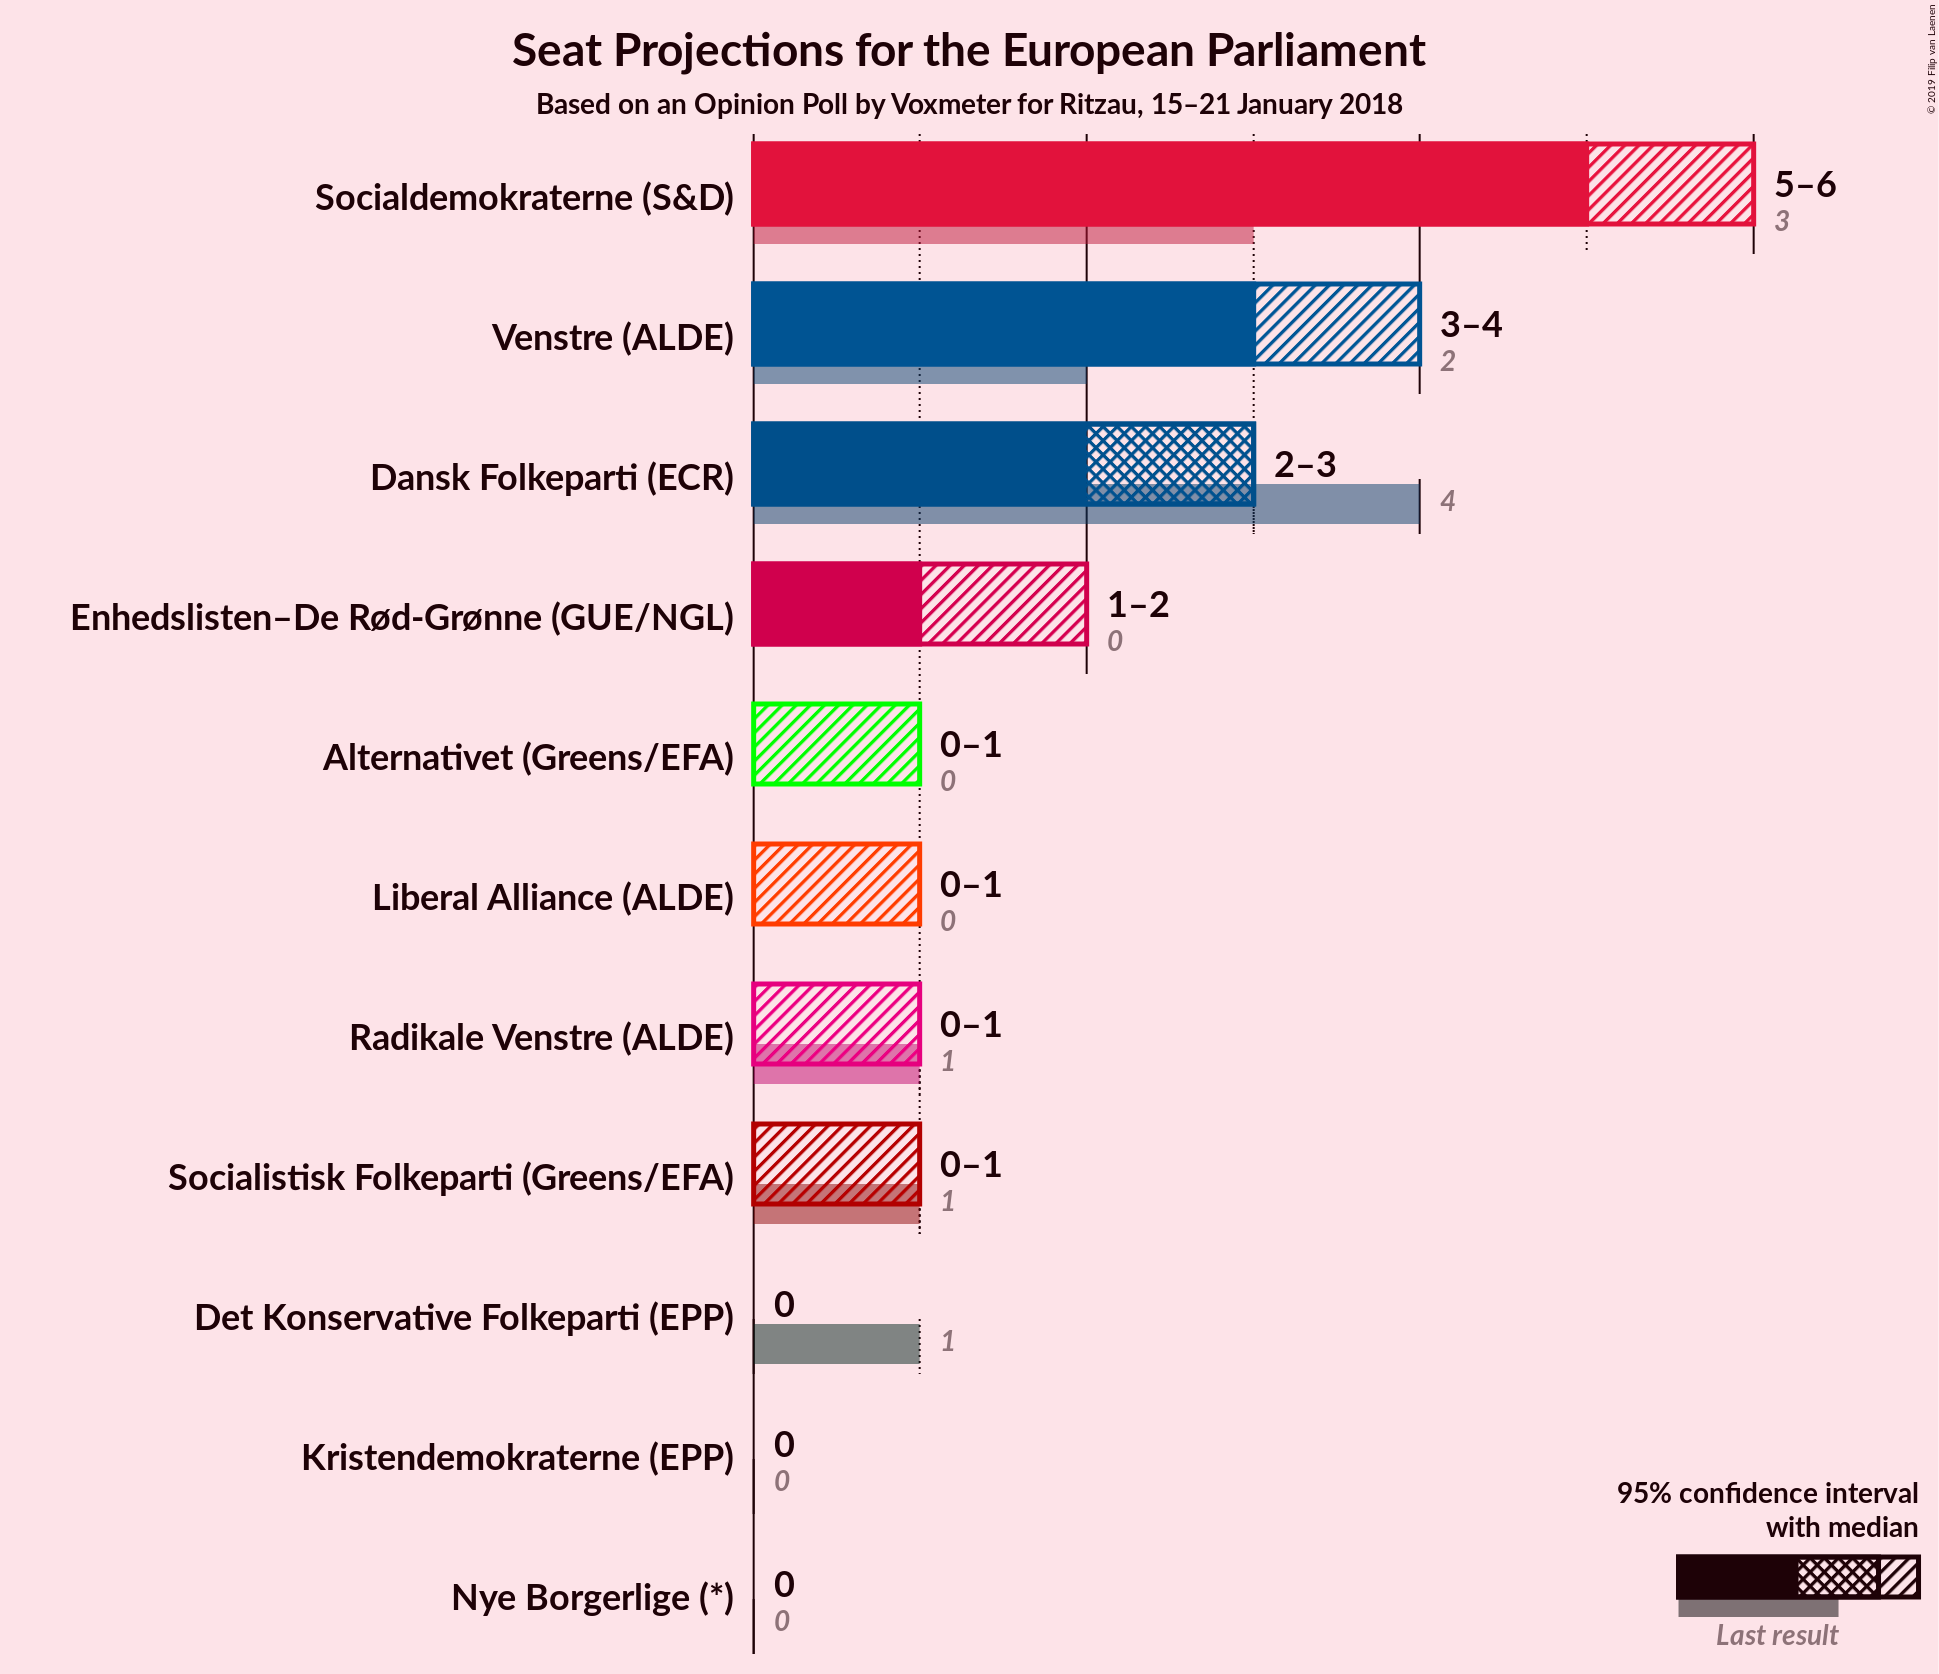 Seat Projections for the European Parliament
Based on an Opinion Poll by Voxmeter for Ritzau, 15–21 January 2018
© 2019 Filip van Laenen
Socialdemokraterne (S&D)
5–6
3
Venstre (ALDE)
3–4
2
Dansk Folkeparti (ECR)
2–3
4
Enhedslisten–De Rød-Grønne (GUE/NGL)
1–2
0
Alternativet (Greens/EFA)
0–1
0
Liberal Alliance (ALDE)
0–1
0
Radikale Venstre (ALDE)
0–1
1
Socialistisk Folkeparti (Greens/EFA)
0–1
1
Det Konservative Folkeparti (EPP)
0
1
Kristendemokraterne (EPP)
0
0
Nye Borgerlige (*)
0
0
95% confidence interval
with median
Last result